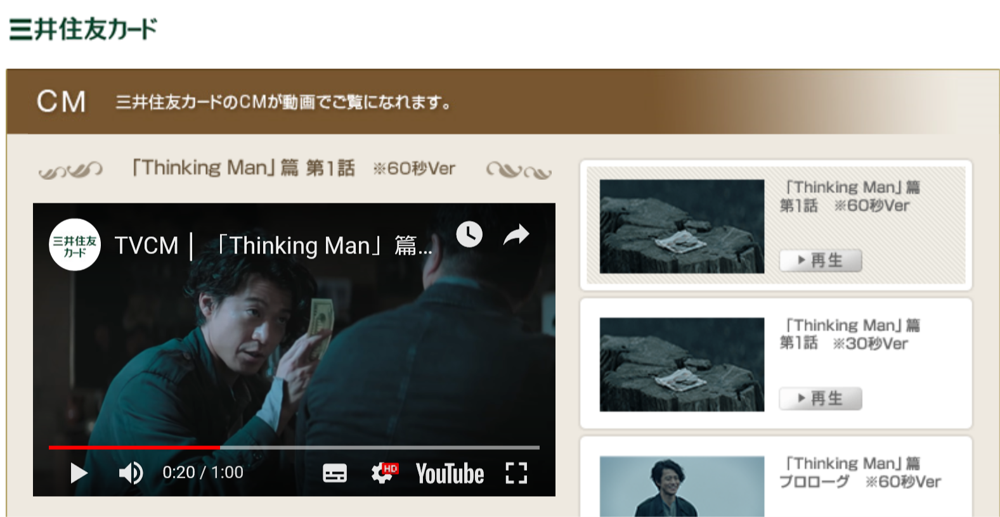 三井住友カード
CM 三井住友カードのCMが動画でご覧になれます。
「Thinking Man」篇 第1話 ※60秒Ver
三井住友
カード
TVCM│ 「Thinking Man」篇…
0:20 / 1:00
HD
YouTube
「Thinking Man」篇
第1話 ※60秒Ver
再生
「Thinking Man」篇
第1話 ※30秒Ver
再生
「Thinking Man」篇
プロローグ ※60秒Ver